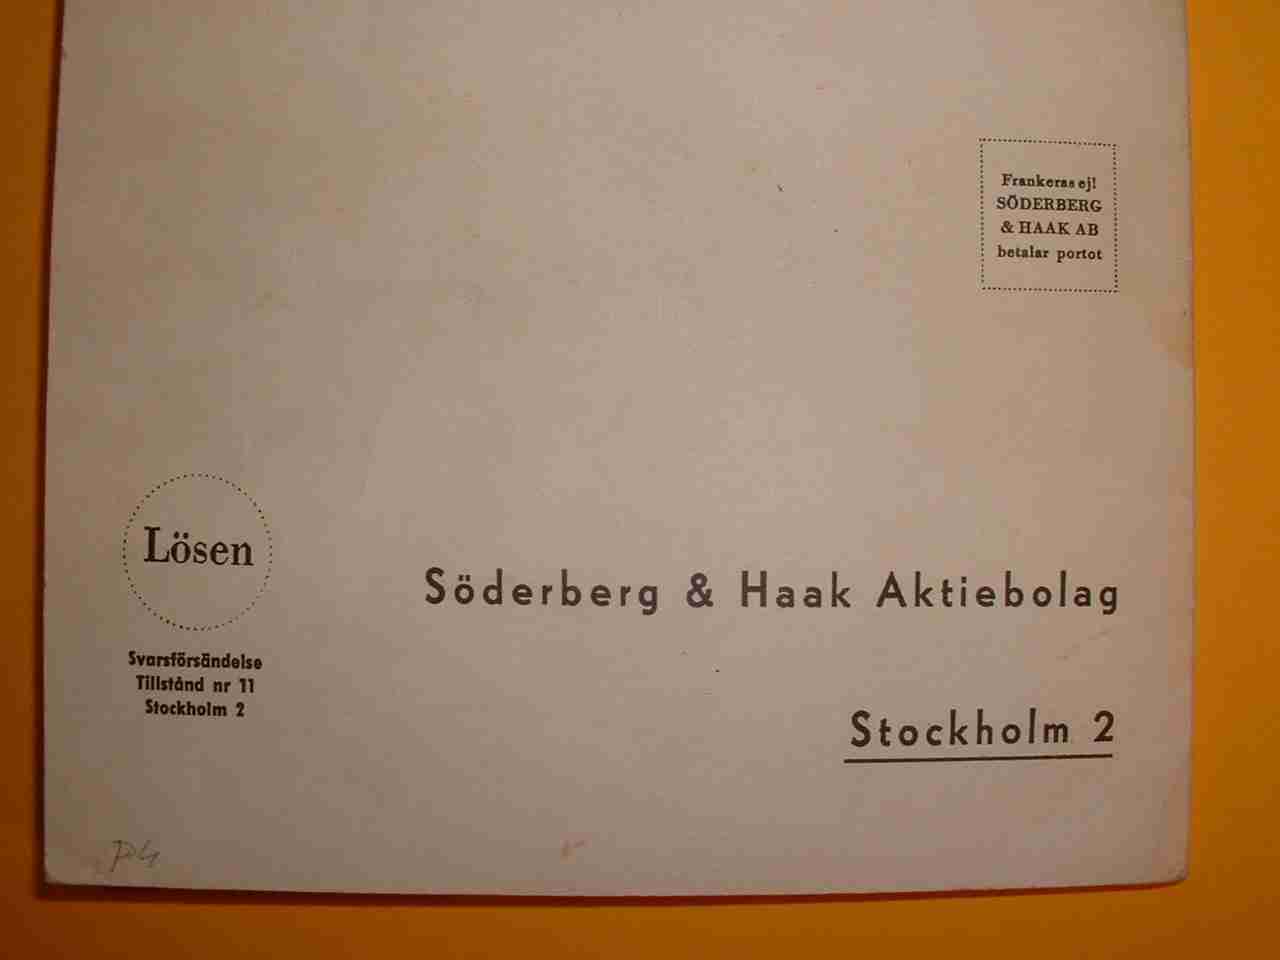 Frankeras ej!
SÖDERBERG
& HAAK AB
betalar portot
Lösen
Svarsförsändelse
Tillstånd nr 11
Stockholm 2
Söderberg & Haak Aktiebolag
Stockholm 2